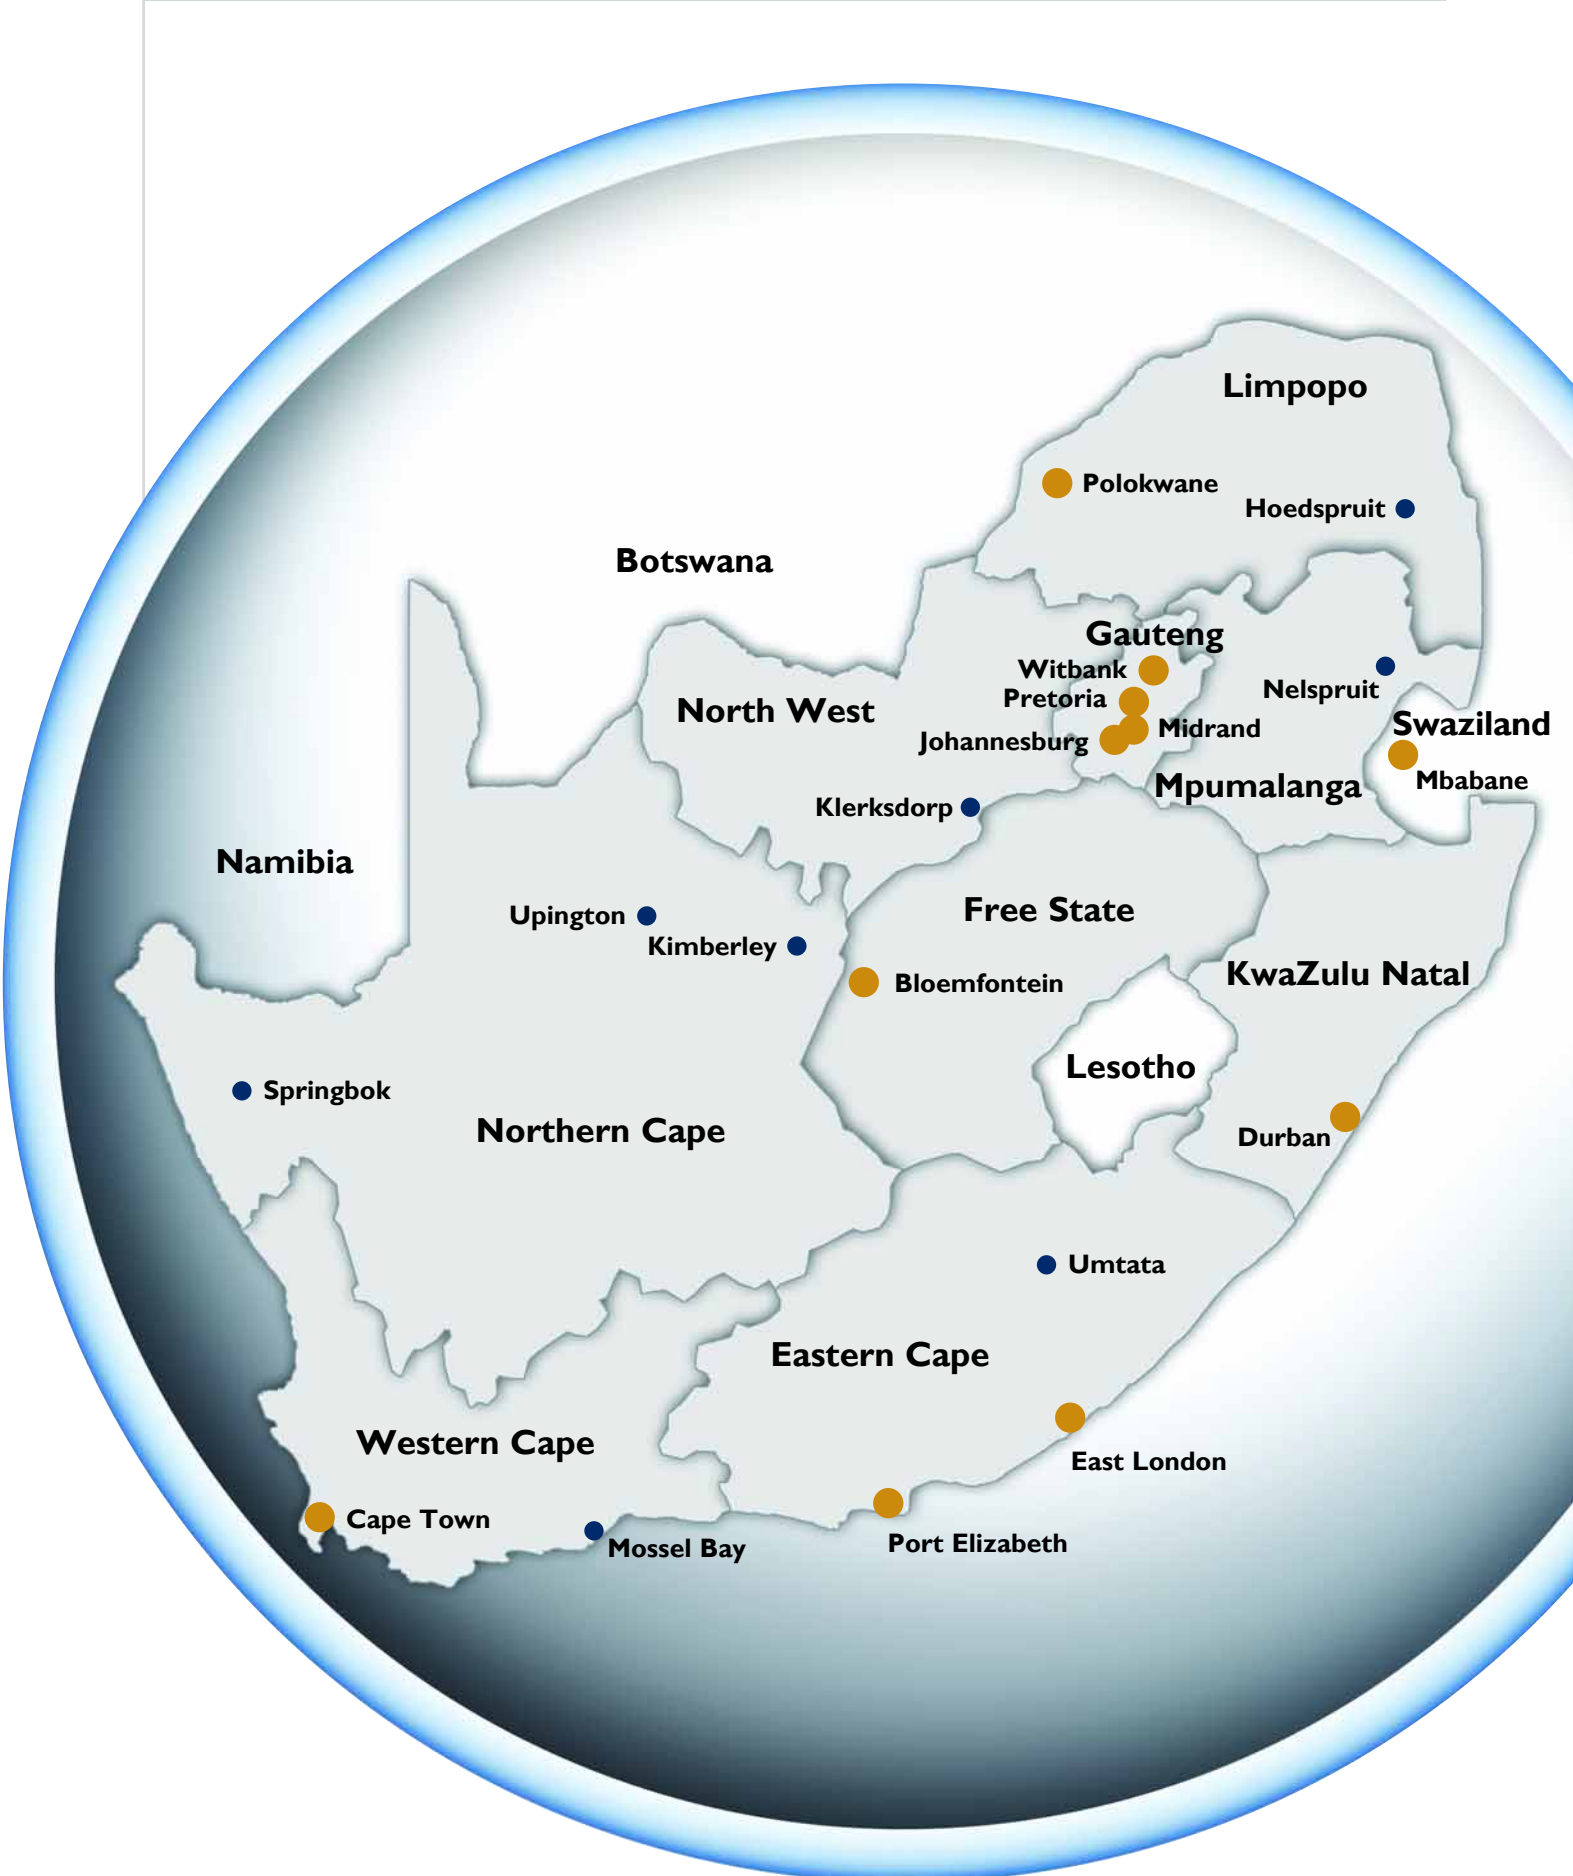 Limpopo
Polokwane
Hoedspruit
Botswana
Gauteng
Witbank
Nelspruit
Pretoria
North West
Swaziland
Midrand
Johannesburg
Mbabane
Mpumalanga
Klerksdorp
Namibia
Free State
Upington
Kimberley
KwaZulu Natal
Bloemfontein
Lesotho
Springbok
Northern Cape
Durban
Umtata
Eastern Cape
Western Cape
East London
Cape Town
Port Elizabeth
Mossel Bay